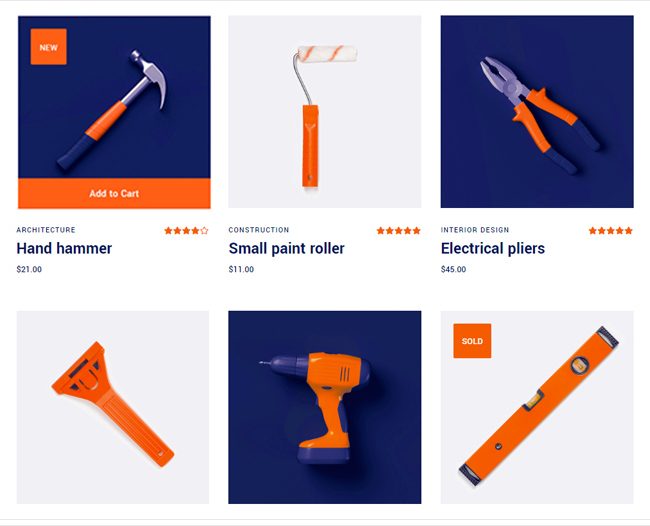 NEW
Add to Cart
ARCHITECTURE
Hand hammer
$21.00
CONSTRUCTION
Small paint roller
$11.00
INTERIOR DESIGN
Electrical pliers
$45.00
SOLD